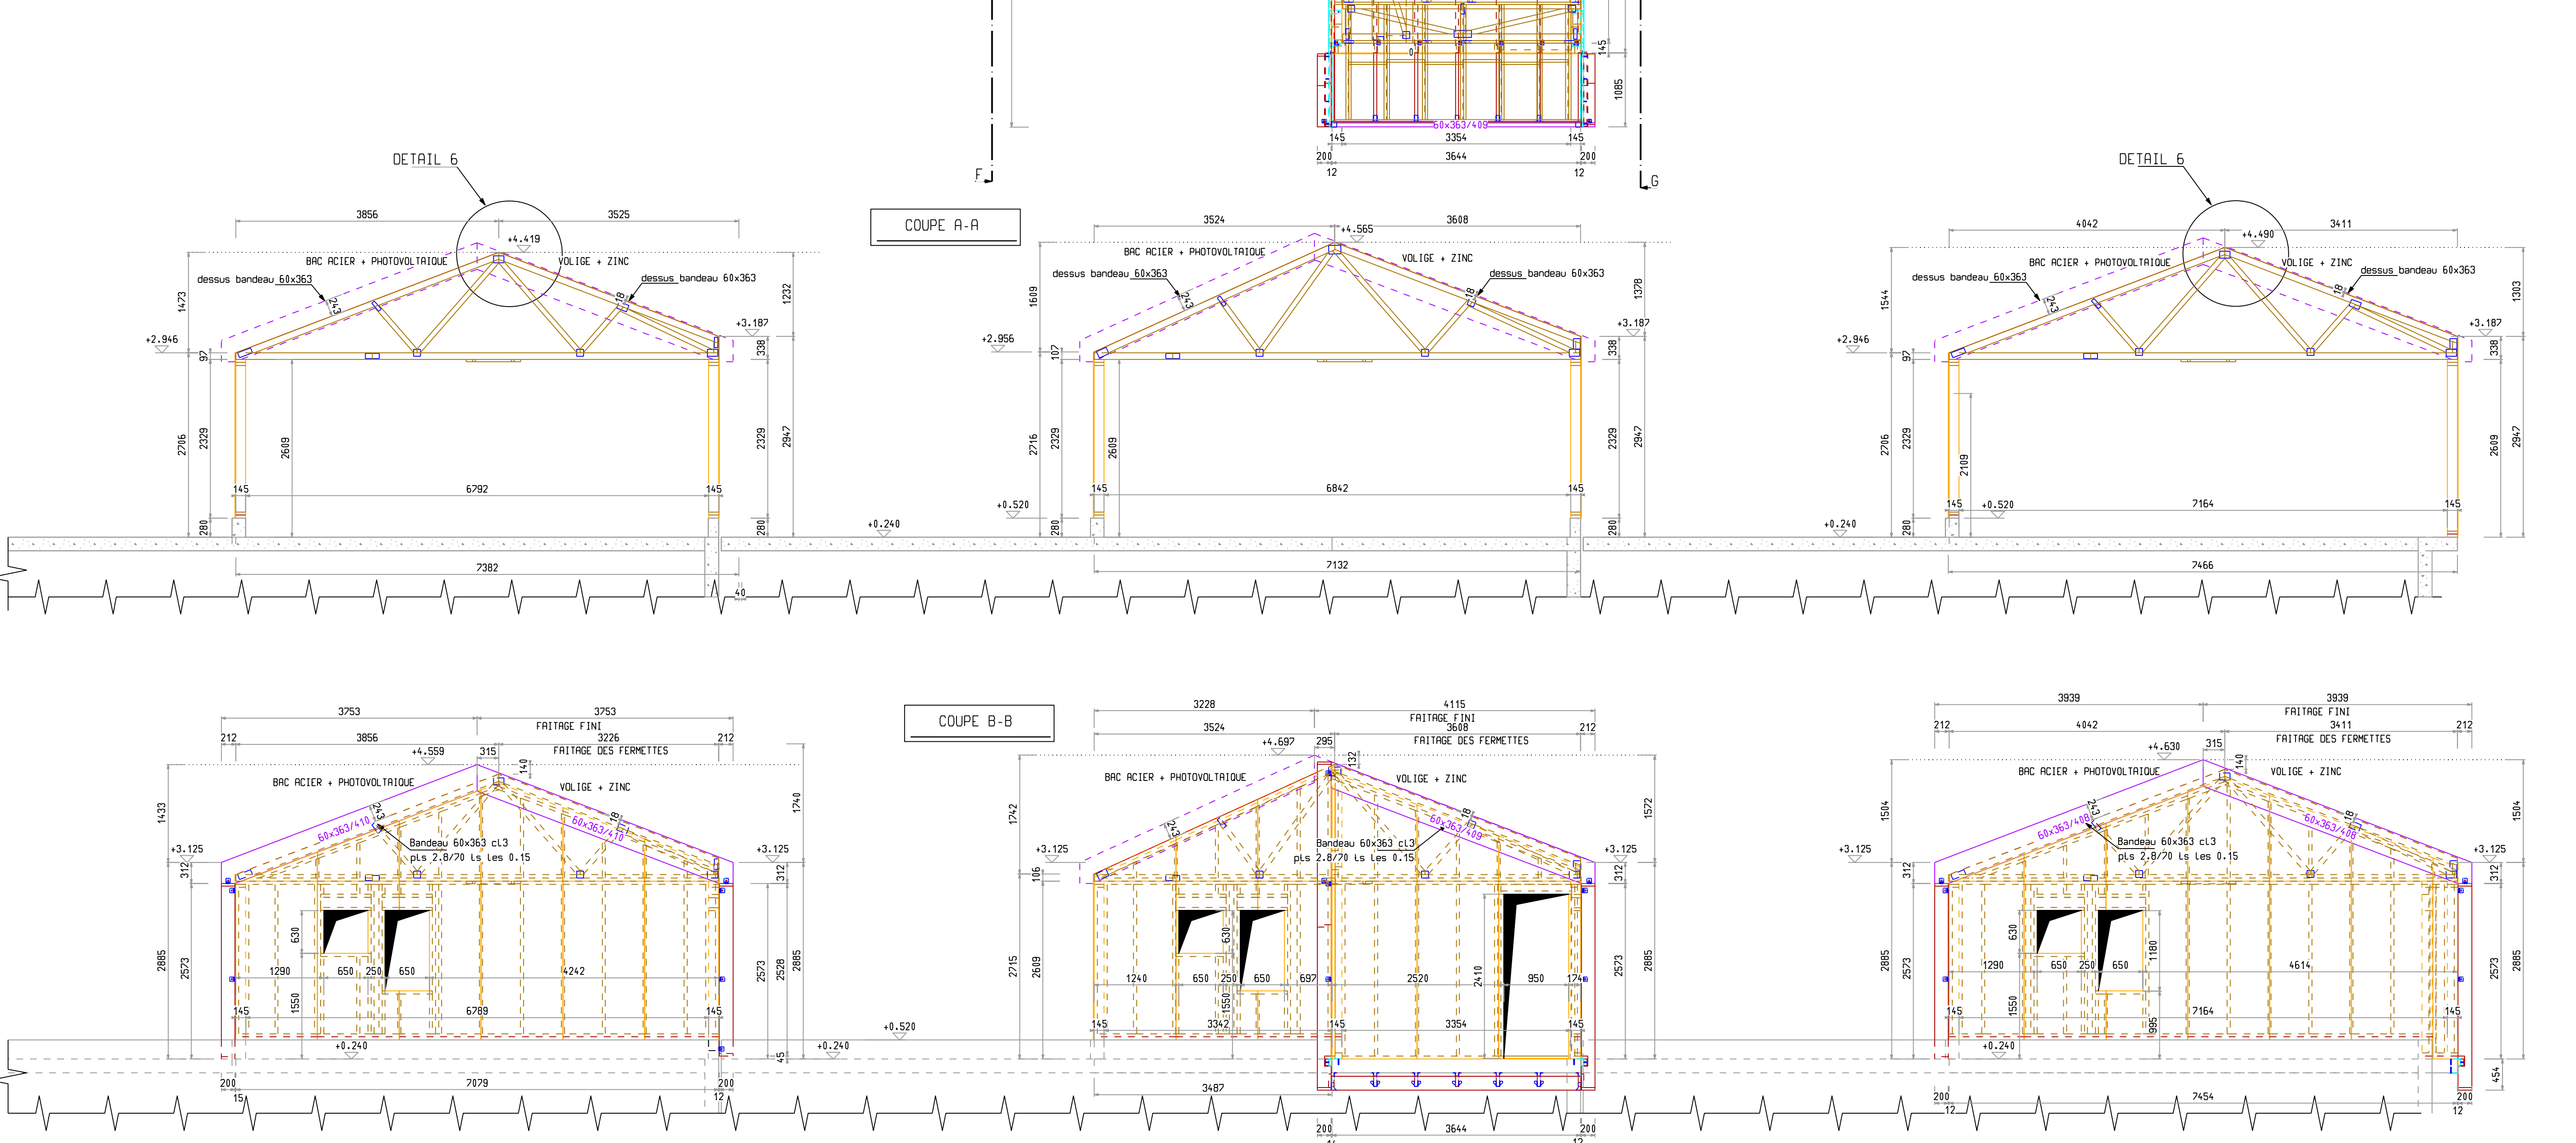 145
1085
60x363/409
145 3354 145
200 3644 200
12 12
F
G
DETAIL 6
3856 3525
+4.419
BAC ACIER + PHOTOVOLTAIQUE
VOLIGE + ZINC
dessus bandeau 60x363
dessus bandeau 60x363
243
18
1473
1232
+2.946
+3.187
97
338
2706
2329
2609
2329
2947
145 6792 145
280
280
7382
40
+0.240
COUPE A-A
3524 3608
+4.565
BAC ACIER + PHOTOVOLTAIQUE
VOLIGE + ZINC
dessus bandeau 60x363
dessus bandeau 60x363
243
18
1609
1378
+2.956
+3.187
107
338
2716
2329
2609
2329
2947
+0.520
145 6842 145
280
280
7132
+0.240
DETAIL 6
4042 3411
+4.490
BAC ACIER + PHOTOVOLTAIQUE
VOLIGE + ZINC
dessus bandeau 60x363
dessus bandeau 60x363
243
18
1544
1303
+2.946
+3.187
97
338
2706
2329
2109
2609
2947
145 +0.520 7164 145
280
7466
3753 3753
FAITAGE FINI
212 3856 3226 212
+4.559 315 FAITAGE DES FERMETTES
140
BAC ACIER + PHOTOVOLTAIQUE
VOLIGE + ZINC
1433
1740
243
18
60x363/410
60x363/410
Bandeau 60x363 cl3
pls 2.8/70 ls les 0.15
+3.125
+3.125
312
312
2885
2573
630
1290 650 250 650 4242
1550
2573
2528
2885
145 6789 145
+0.240
45
200 7079 200
15 12
+0.520
+0.240
COUPE B-B
3228 4115
FAITAGE FINI
3524 3608 212
+4.697 295 FAITAGE DES FERMETTES
132
BAC ACIER + PHOTOVOLTAIQUE
VOLIGE + ZINC
1742
1572
243
18
60x363/409
Bandeau 60x363 cl3
pls 2.8/70 ls les 0.15
+3.125
+3.125
106
312
2715
2609
630
2410
1240 650 250 650 697 2520 950 174
1550
2573
2885
145 3342 145 3354 145
3487
200 3644 200
3939 3939
FAITAGE FINI
212 4042 3411 212
+4.630 315 FAITAGE DES FERMETTES
140
BAC ACIER + PHOTOVOLTAIQUE
VOLIGE + ZINC
1504
1504
243
18
60x363/408
60x363/408
Bandeau 60x363 cl3
pls 2.8/70 ls les 0.15
+3.125
+3.125
312
312
2885
2573
630
1180
1290 650 250 650 4614
1550
995
2573
2885
145 7164 145
+0.240
454
200 7454 200
12 12